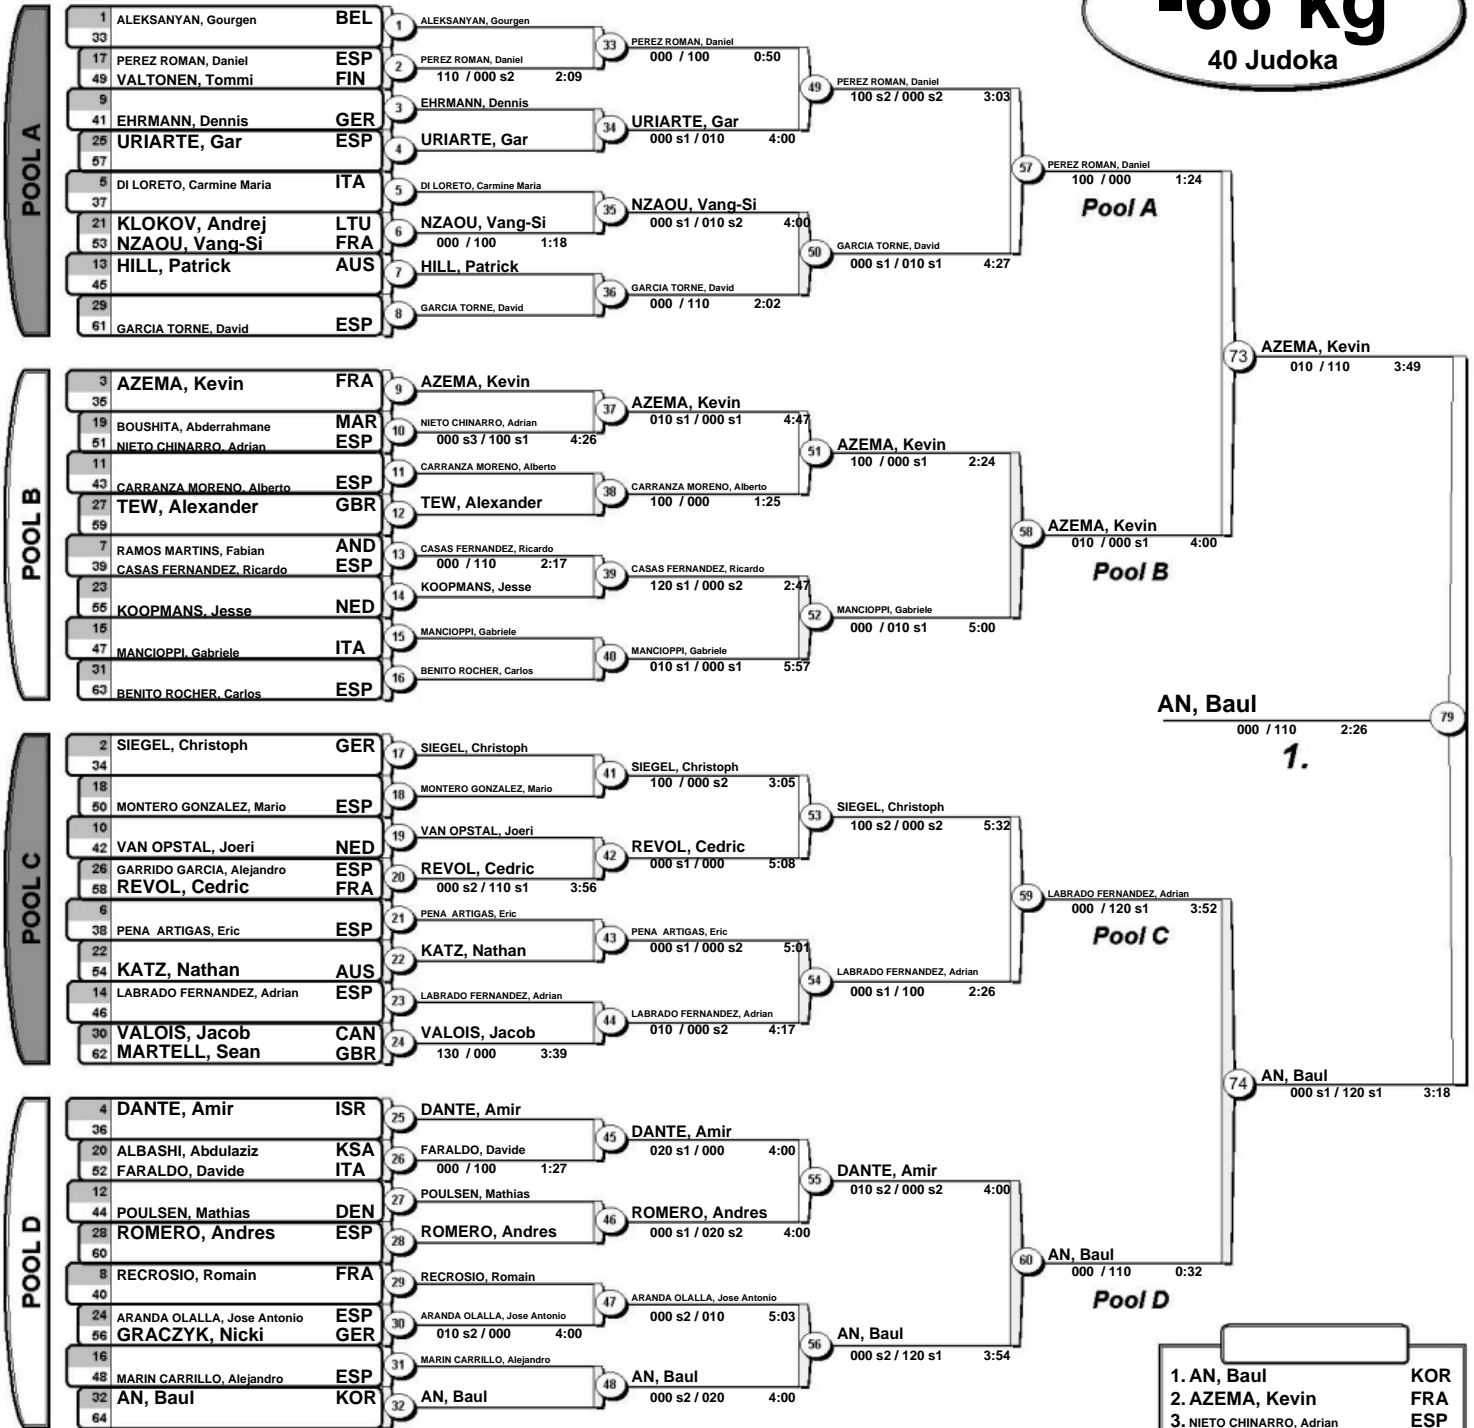 -66 kg
40 Judoka
POOL A
1 ALEKSANYAN, Gourgen BEL
33
17 PEREZ ROMAN, Daniel ESP
49 VALTONEN, Tommi FIN
9
41 EHRMANN, Dennis GER
25 URIARTE, Gar ESP
57
5 DI LORETO, Carmine Maria ITA
37
21 KLOKOV, Andrej LTU
53 NZAOU, Vang-Si FRA
13 HILL, Patrick AUS
45
29
61 GARCIA TORNE, David ESP
1 ALEKSANYAN, Gourgen
2 PEREZ ROMAN, Daniel
110 / 000 s2 2:09
3 EHRMANN, Dennis
4 URIARTE, Gar
5 DI LORETO, Carmine Maria
6 NZAOU, Vang-Si
000 / 100 1:18
7 HILL, Patrick
8 GARCIA TORNE, David
33 PEREZ ROMAN, Daniel
000 / 100 0:50
34 URIARTE, Gar
000 s1 / 010 4:00
35 NZAOU, Vang-Si
000 s1 / 010 s2 4:00
36 GARCIA TORNE, David
000 / 110 2:02
49 PEREZ ROMAN, Daniel
100 s2 / 000 s2 3:03
50 GARCIA TORNE, David
000 s1 / 010 s1 4:27
57 PEREZ ROMAN, Daniel
100 / 000 1:24
Pool A
POOL B
3 AZEMA, Kevin FRA
35
19 BOUSHITA, Abderrahmane MAR
51 NIETO CHINARRO, Adrian ESP
11
43 CARRANZA MORENO, Alberto ESP
27 TEW, Alexander GBR
59
7 RAMOS MARTINS, Fabian AND
39 CASAS FERNANDEZ, Ricardo ESP
23
55 KOOPMANS, Jesse NED
15
47 MANCIOPPI, Gabriele ITA
31
63 BENITO ROCHER, Carlos ESP
9 AZEMA, Kevin
10 NIETO CHINARRO, Adrian
000 s3 / 100 s1 4:26
11 CARRANZA MORENO, Alberto
12 TEW, Alexander
13 CASAS FERNANDEZ, Ricardo
000 / 110 2:17
14 KOOPMANS, Jesse
15 MANCIOPPI, Gabriele
16 BENITO ROCHER, Carlos
37 AZEMA, Kevin
010 s1 / 000 s1 4:47
38 CARRANZA MORENO, Alberto
100 / 000 1:25
39 CASAS FERNANDEZ, Ricardo
120 s1 / 000 s2 2:47
40 MANCIOPPI, Gabriele
010 s1 / 000 s1 5:57
51 AZEMA, Kevin
100 / 000 s1 2:24
52 MANCIOPPI, Gabriele
000 / 010 s1 5:00
58 AZEMA, Kevin
010 / 000 s1 4:00
Pool B
73 AZEMA, Kevin
010 / 110 3:49
AN, Baul 79
000 / 110 2:26
1.
POOL C
2 SIEGEL, Christoph GER
34
18
50 MONTERO GONZALEZ, Mario ESP
10
42 VAN OPSTAL, Joeri NED
26 GARRIDO GARCIA, Alejandro ESP
58 REVOL, Cedric FRA
6
38 PENA ARTIGAS, Eric ESP
22
54 KATZ, Nathan AUS
14 LABRADO FERNANDEZ, Adrian ESP
46
30 VALOIS, Jacob CAN
62 MARTELL, Sean GBR
17 SIEGEL, Christoph
18 MONTERO GONZALEZ, Mario
19 VAN OPSTAL, Joeri
20 REVOL, Cedric
000 s2 / 110 s1 3:56
21 PENA ARTIGAS, Eric
22 KATZ, Nathan
23 LABRADO FERNANDEZ, Adrian
24 VALOIS, Jacob
130 / 000 3:39
41 SIEGEL, Christoph
100 / 000 s2 3:05
42 REVOL, Cedric
000 s1 / 000 5:08
43 PENA ARTIGAS, Eric
000 s1 / 000 s2 5:01
44 LABRADO FERNANDEZ, Adrian
010 / 000 s2 4:17
53 SIEGEL, Christoph
100 s2 / 000 s2 5:32
54 LABRADO FERNANDEZ, Adrian
000 s1 / 100 2:26
59 LABRADO FERNANDEZ, Adrian
000 / 120 s1 3:52
Pool C
POOL D
4 DANTE, Amir ISR
36
20 ALBASHI, Abdulaziz KSA
52 FARALDO, Davide ITA
12
44 POULSEN, Mathias DEN
28 ROMERO, Andres ESP
60
8 RECROSIO, Romain FRA
40
24 ARANDA OLALLA, Jose Antonio ESP
56 GRACZYK, Nicki GER
16
48 MARIN CARRILLO, Alejandro ESP
32 AN, Baul KOR
64
25 DANTE, Amir
26 FARALDO, Davide
000 / 100 1:27
27 POULSEN, Mathias
28 ROMERO, Andres
29 RECROSIO, Romain
30 ARANDA OLALLA, Jose Antonio
010 s2 / 000 4:00
31 MARIN CARRILLO, Alejandro
32 AN, Baul
45 DANTE, Amir
020 s1 / 000 4:00
46 ROMERO, Andres
000 s1 / 020 s2 4:00
47 ARANDA OLALLA, Jose Antonio
000 s2 / 010 5:03
48 AN, Baul
000 s2 / 020 4:00
55 DANTE, Amir
010 s2 / 000 s2 4:00
56 AN, Baul
000 s2 / 120 s1 3:54
60 AN, Baul
000 / 110 0:32
Pool D
74 AN, Baul
000 s1 / 120 s1 3:18
1. AN, Baul KOR
2. AZEMA, Kevin FRA
3. NIETO CHINARRO, Adrian ESP